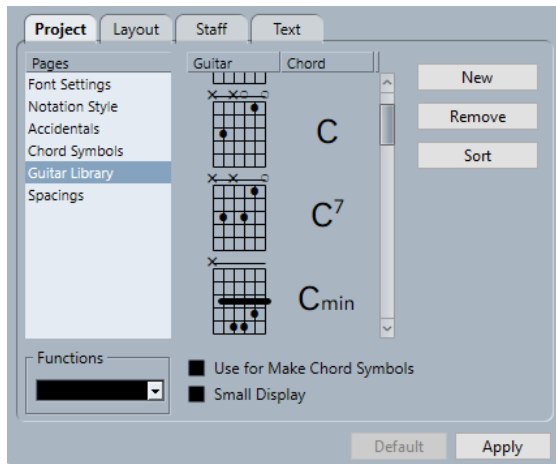 Project Layout Staff Text
Pages
Font Settings
Notation Style
Accidentals
Chord Symbols
Guitar Library
Spacings
Guitar Chord
C
C7
Cmin
New
Remove
Sort
Functions
Use for Make Chord Symbols
Small Display
Default Apply